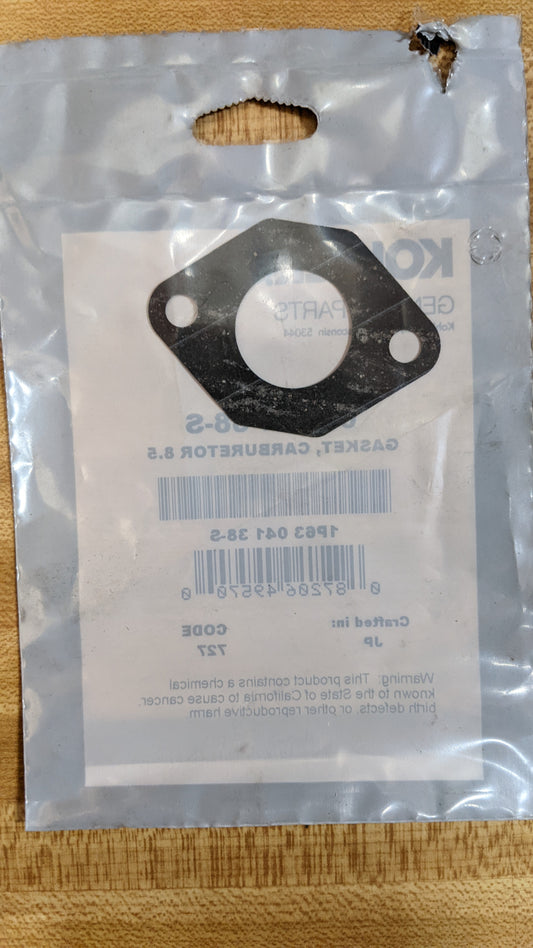 PARTS
53044
38-S
GASKET, CARBURETOR 8.5
1P63 041 38-S
0 87206 49570 0
Crafted in: CODE
JP 727
Warning: This product contains a chemical
known to the State of California to cause cancer.
birth defects, or other reproductive harm